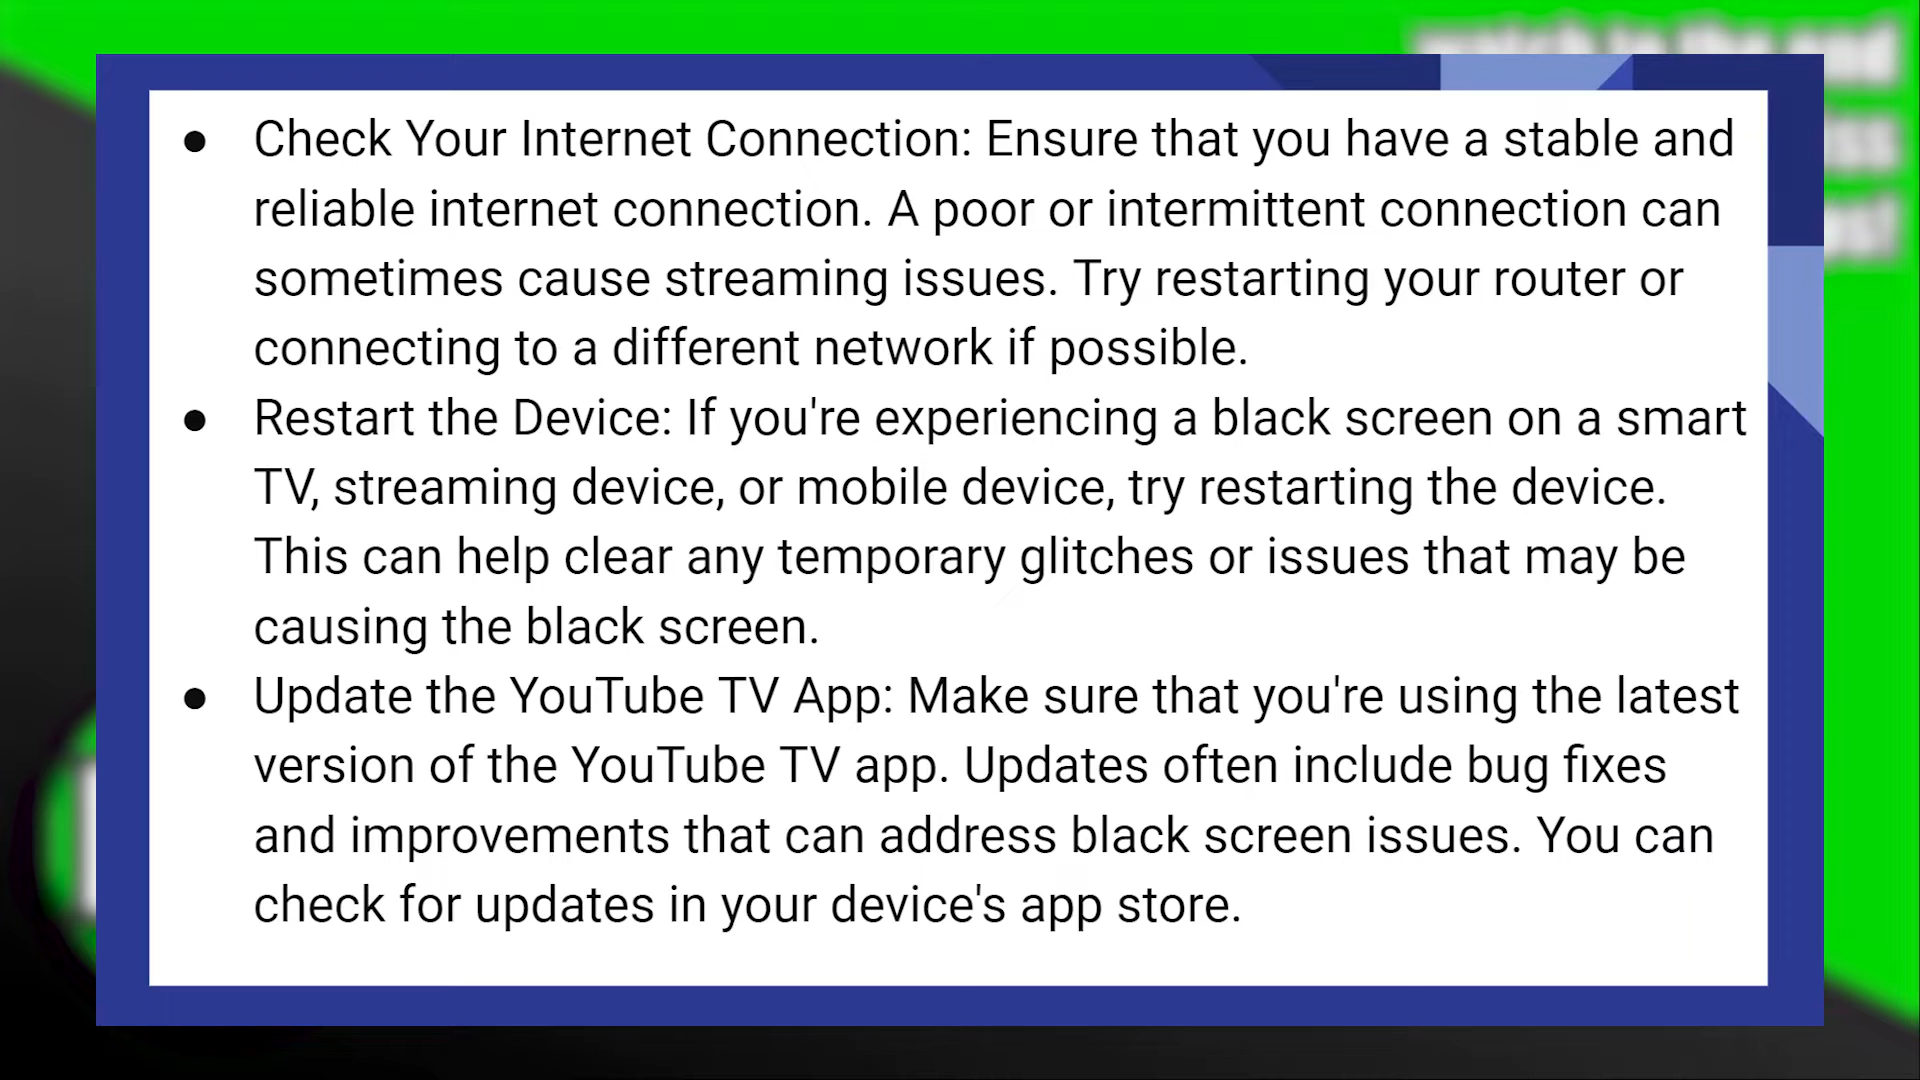 ● Check Your Internet Connection: Ensure that you have a stable and
reliable internet connection. A poor or intermittent connection can
sometimes cause streaming issues. Try restarting your router or
connecting to a different network if possible.
● Restart the Device: If you're experiencing a black screen on a smart
TV, streaming device, or mobile device, try restarting the device.
This can help clear any temporary glitches or issues that may be
causing the black screen.
● Update the YouTube TV App: Make sure that you're using the latest
version of the YouTube TV app. Updates often include bug fixes
and improvements that can address black screen issues. You can
check for updates in your device's app store.